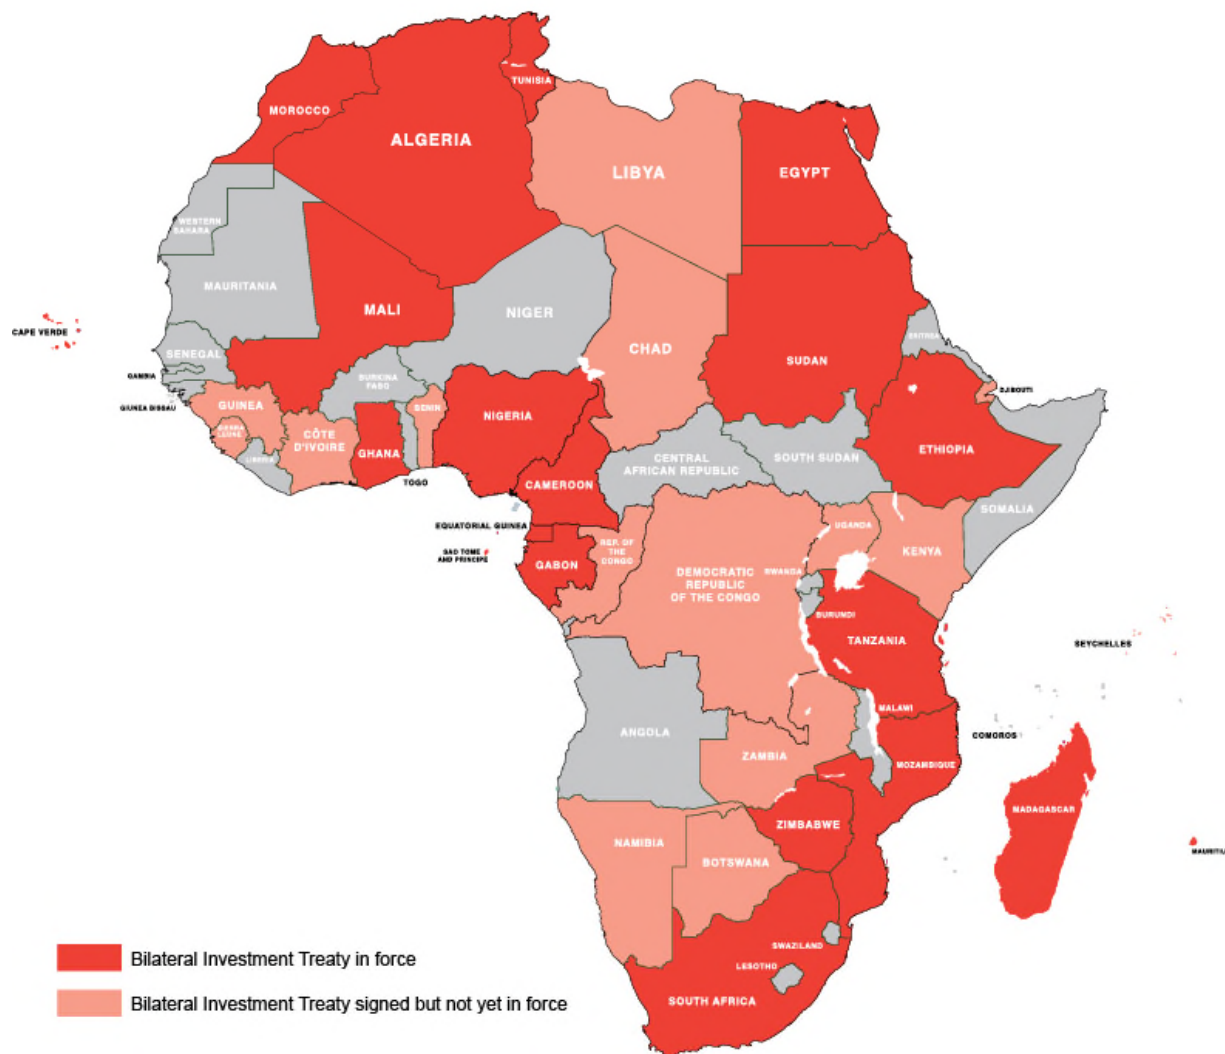 TUNISIA
MOROCCO
ALGERIA
LIBYA
EGYPT
WESTERN
SAHARA
MAURITANIA
MALI
NIGER
CAPE VERDE
CHAD
SUDAN
ERITREA
SENEGAL
GAMBIA
BURKINA
FASO
DJIBOUTI
GIUNEA BISSAU
GUINEA
BENIN
NIGERIA
SIERRA
LEONE
CÔTE
D'IVOIRE
GHANA
ETHIOPIA
LIBERIA
CENTRAL
AFRICAN REPUBLIC
SOUTH SUDAN
TOGO
CAMEROON
SOMALIA
EQUATORIAL GUINEA
UGANDA
SAO TOME
AND PRINCIPE
GABON
REP. OF
THE
CONGO
KENYA
DEMOCRATIC
REPUBLIC
OF THE CONGO
RWANDA
BURUNDI
TANZANIA
SEYCHELLES
MALAWI
ANGOLA
COMOROS
ZAMBIA
MOZAMBIQUE
MADAGASCAR
ZIMBABWE
NAMIBIA
BOTSWANA
MAURITIU
SWAZILAND
LESOTHO
SOUTH AFRICA
Bilateral Investment Treaty in force
Bilateral Investment Treaty signed but not yet in force